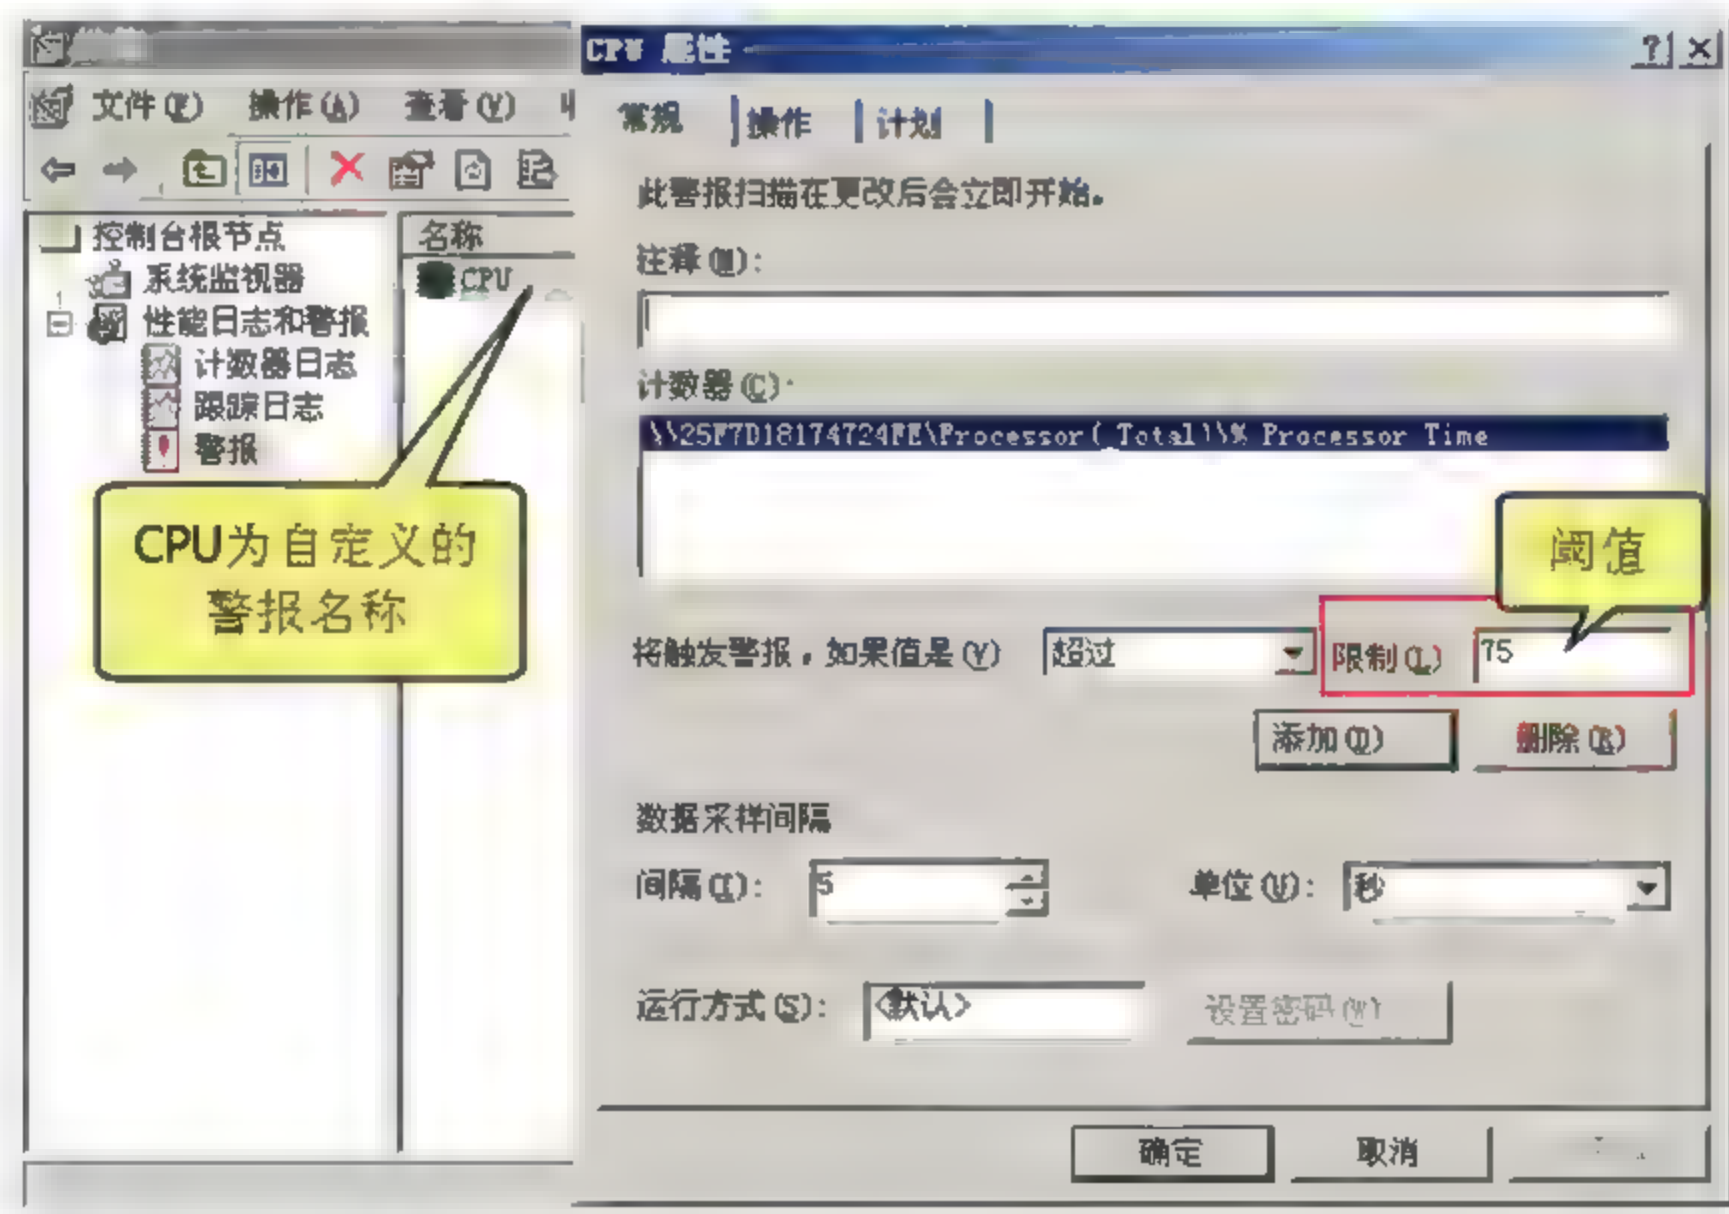 文件(F) 操作(A) 查看(V)
控制台根节点
系统监视器
性能日志和警报
计数器日志
跟踪日志
警报
名称
CPU
CPU为自定义的
警报名称
CPU 属性
常规 操作 计划
此警报扫描在更改后会立即开始。
注释(M):
计数器(C):
\\25F7D18174724FE\Processor(_Total)\% Processor Time
阈值
将触发警报，如果值是(V) 超过 限制(L) 75
添加(D) 删除(R)
数据采样间隔
间隔(I): 5 单位(U): 秒
运行方式(S): <默认> 设置密码(W)
确定 取消